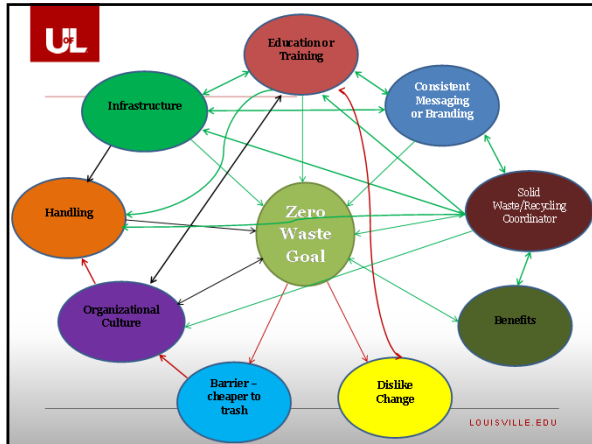 UofL
Education or
Training
Infrastructure
Consistent
Messaging
or Branding
Handling
Zero
Waste
Goal
Solid
Waste/Recycling
Coordinator
Organizational
Culture
Benefits
Barrier –
cheaper to
trash
Dislike
Change
LOUISVILLE.EDU